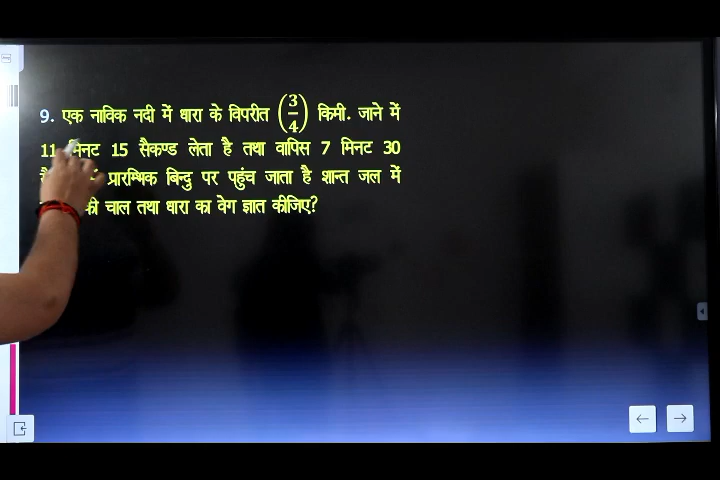 9. एक नाविक नदी में धारा के विपरीत (3/4) किमी. जाने में
11 मिनट 15 सैकण्ड लेता है तथा वापिस 7 मिनट 30
प्रारम्भिक बिन्दु पर पहुंच जाता है शान्त जल में
की चाल तथा धारा का वेग ज्ञात कीजिए?